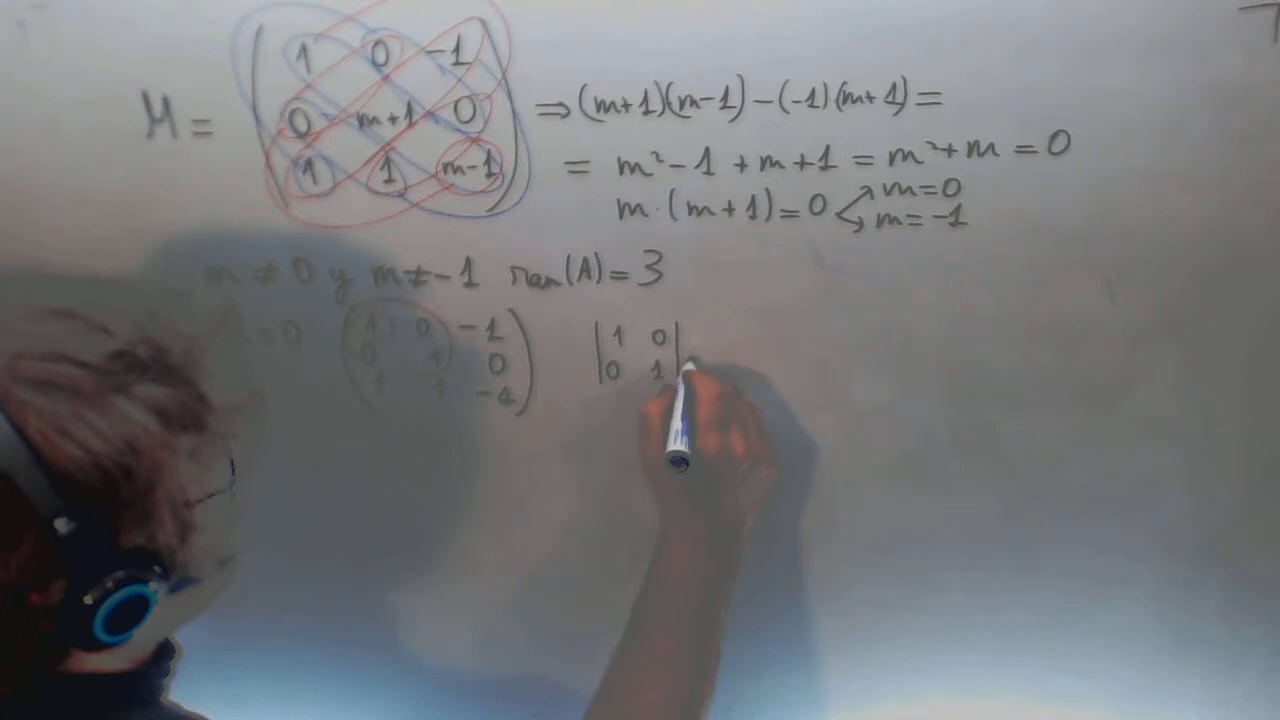 M = ( 1 0 -1
0 m+1 0
1 1 m-1 )
⇒ (m+1)(m-1) - (-1)(m+1) =
= m²-1 + m+1 = m²+m = 0
m·(m+1)=0 m=0
m=-1
m ≠ 0 y m ≠ -1 ran(A) = 3
=0 ( 1 0 -1
0 1 0
1 1 -1 )
| 1 0 |
| 0 1 |